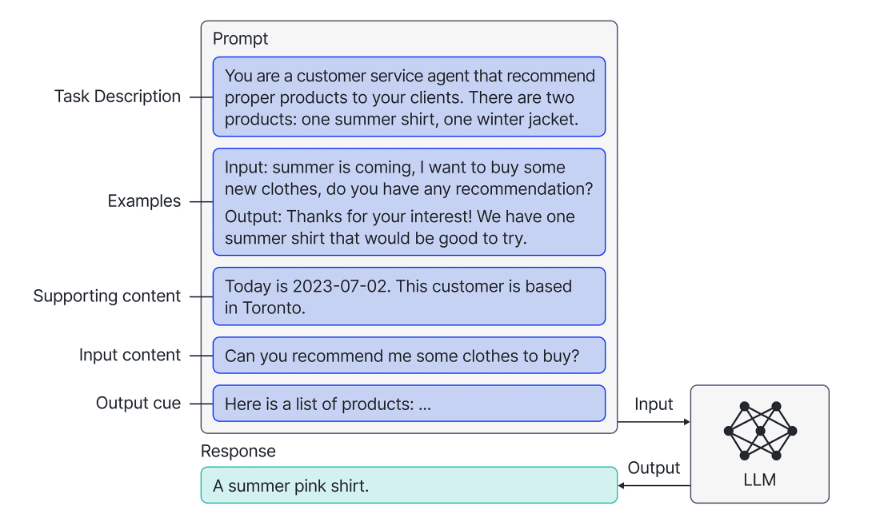 Prompt
Task Description
You are a customer service agent that recommend
proper products to your clients. There are two
products: one summer shirt, one winter jacket.
Examples
Input: summer is coming, I want to buy some
new clothes, do you have any recommendation?
Output: Thanks for your interest! We have one
summer shirt that would be good to try.
Supporting content
Today is 2023-07-02. This customer is based
in Toronto.
Input content
Can you recommend me some clothes to buy?
Output cue
Here is a list of products: ...
Input
LLM
Output
Response
A summer pink shirt.